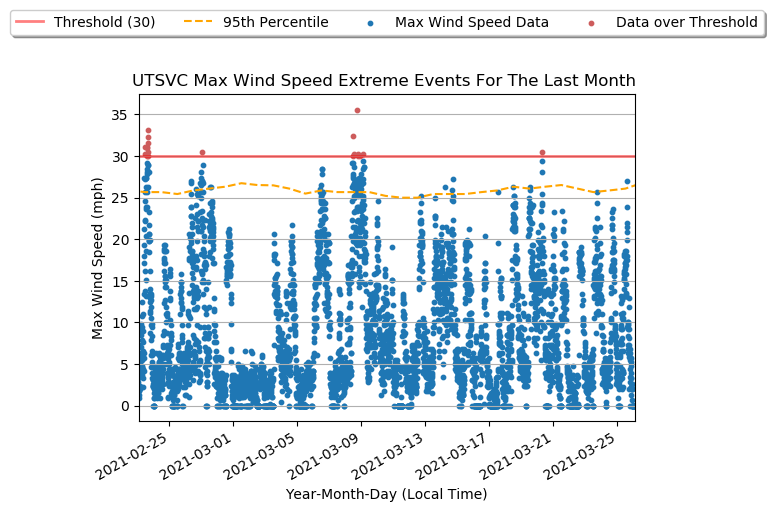 Threshold (30) 95th Percentile Max Wind Speed Data Data over Threshold
UTSVC Max Wind Speed Extreme Events For The Last Month
Max Wind Speed (mph)
35
30
25
20
15
10
5
0
2021-02-25 2021-03-01 2021-03-05 2021-03-09 2021-03-13 2021-03-17 2021-03-21 2021-03-25
Year-Month-Day (Local Time)